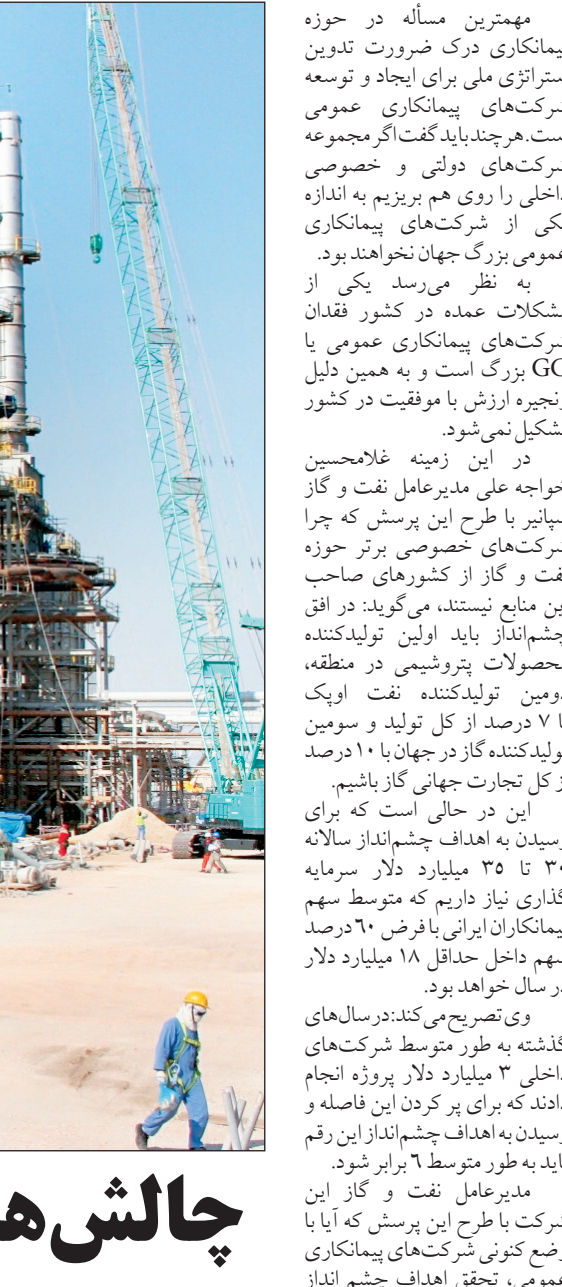 مهمترین مسأله در حوزه
پیمانکاری درک ضرورت تدوین
ستراتژی ملی برای ایجاد و توسعه
شرکت‌های پیمانکاری عمومی
ست.هرچندباید گفت‌اگر مجموعه
شرکت‌های دولتی و خصوصی
داخلی را روی هم بریزیم به اندازه
یکی از شرکت‌های پیمانکاری
عمومی بزرگ جهان نخواهند بود.
به نظر می‌رسد یکی از
مشکلات عمده در کشور فقدان
شرکت‌های پیمانکاری عمومی یا
GC بزرگ است و به همین دلیل
زنجیره ارزش با موفقیت در کشور
تشکیل نمی‌شود.
در این زمینه غلامحسین
خواجه علی مدیرعامل نفت و گاز
سپانیر با طرح این پرسش که چرا
شرکت‌های خصوصی برتر حوزه
نفت و گاز از کشورهای صاحب
ین منابع نیستند، می‌گوید: در افق
چشم‌انداز باید اولین تولیدکننده
محصولات پتروشیمی در منطقه،
دومین تولیدکننده نفت اوپک
با ۷ درصد از کل تولید و سومین
تولیدکننده گاز در جهان با ۱۰ درصد
از کل تجارت جهانی گاز باشیم.
این در حالی است که برای
رسیدن به اهداف چشم‌انداز سالانه
۳۰ تا ۳۵ میلیارد دلار سرمایه
گذاری نیاز داریم که متوسط سهم
پیمانکاران ایرانی با فرض ۶۰ درصد
سهم داخل حداقل ۱۸ میلیارد دلار
در سال خواهد بود.
وی تصریح می‌کند:در سال‌های
گذشته به طور متوسط شرکت‌های
داخلی ۳ میلیارد دلار پروژه انجام
دادند که برای پر کردن این فاصله و
رسیدن به اهداف چشم‌انداز این رقم
باید به طور متوسط ۶ برابر شود.
مدیرعامل نفت و گاز این
شرکت با طرح این پرسش که آیا با
وضع کنونی شرکت‌های پیمانکاری
عمومی، تحقق اهداف چشم انداز
چالش‌ه